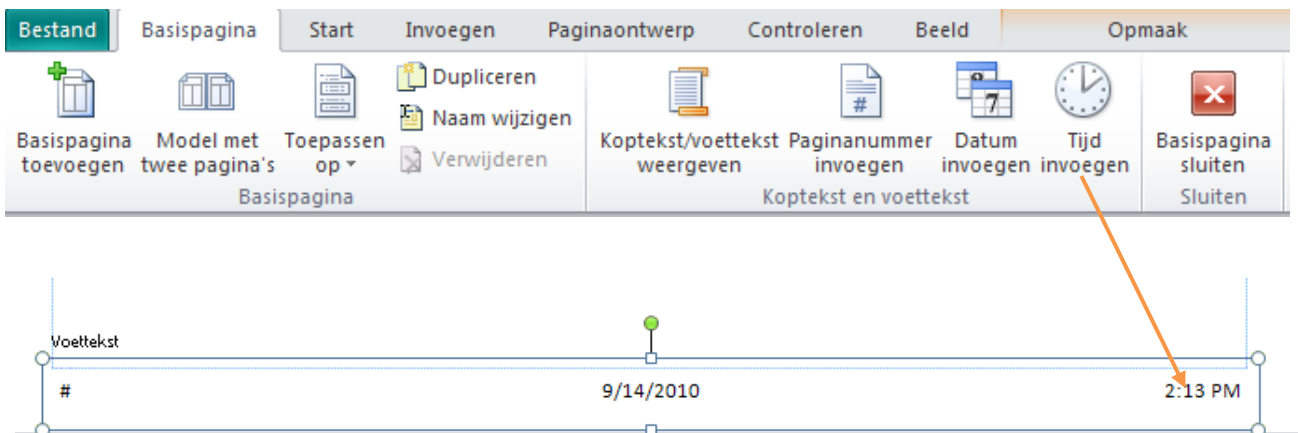 Bestand Basispagina Start Invoegen Paginaontwerp Controleren Beeld Opmaak
Basispagina toevoegen
Model met twee pagina's
Toepassen op
Dupliceren
Naam wijzigen
Verwijderen
Basispagina
Koptekst/voettekst weergeven
#
Paginanummer invoegen
7
Datum invoegen
Tijd invoegen
Koptekst en voettekst
Basispagina sluiten
Sluiten
Voettekst
# 9/14/2010 2:13 PM